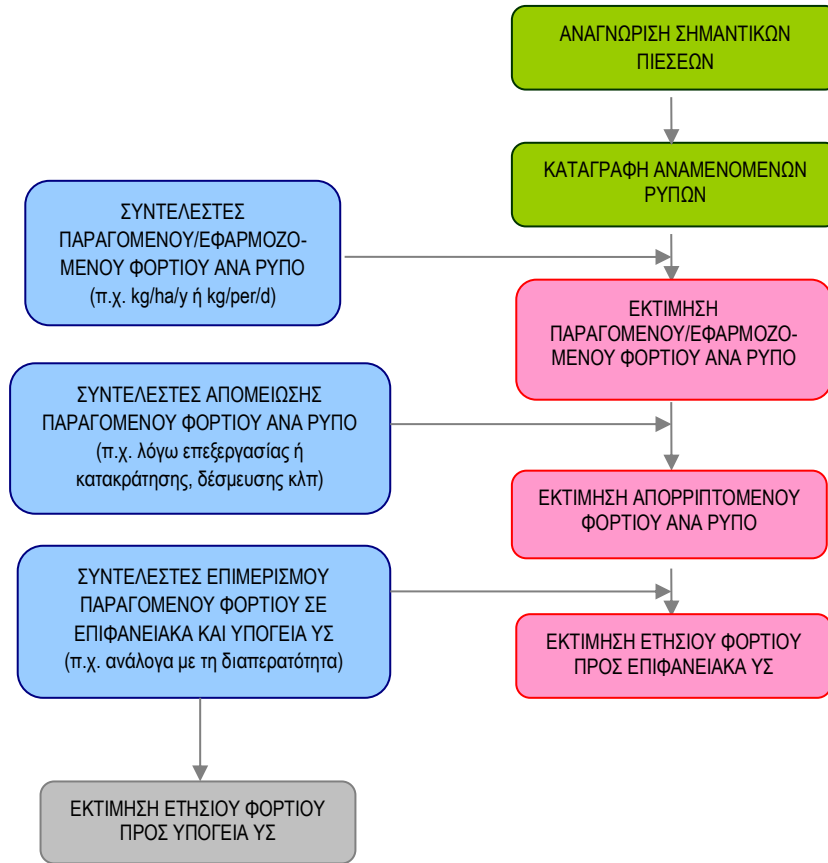 ΑΝΑΓΝΩΡΙΣΗ ΣΗΜΑΝΤΙΚΩΝ
ΠΙΕΣΕΩΝ
ΚΑΤΑΓΡΑΦΗ ΑΝΑΜΕΝΟΜΕΝΩΝ
ΡΥΠΩΝ
ΣΥΝΤΕΛΕΣΤΕΣ
ΠΑΡΑΓΟΜΕΝΟΥ/ΕΦΑΡΜΟΖΟ-
ΜΕΝΟΥ ΦΟΡΤΙΟΥ ΑΝΑ ΡΥΠΟ
(π.χ. kg/ha/y ή kg/per/d)
ΕΚΤΙΜΗΣΗ
ΠΑΡΑΓΟΜΕΝΟΥ/ΕΦΑΡΜΟΖΟ-
ΜΕΝΟΥ ΦΟΡΤΙΟΥ ΑΝΑ ΡΥΠΟ
ΣΥΝΤΕΛΕΣΤΕΣ ΑΠΟΜΕΙΩΣΗΣ
ΠΑΡΑΓΟΜΕΝΟΥ ΦΟΡΤΙΟΥ ΑΝΑ ΡΥΠΟ
(π.χ. λόγω επεξεργασίας ή
κατακράτησης, δέσμευσης κλπ)
ΕΚΤΙΜΗΣΗ ΑΠΟΡΡΙΠΤΟΜΕΝΟΥ
ΦΟΡΤΙΟΥ ΑΝΑ ΡΥΠΟ
ΣΥΝΤΕΛΕΣΤΕΣ ΕΠΙΜΕΡΙΣΜΟΥ
ΠΑΡΑΓΟΜΕΝΟΥ ΦΟΡΤΙΟΥ ΣΕ
ΕΠΙΦΑΝΕΙΑΚΑ ΚΑΙ ΥΠΟΓΕΙΑ ΥΣ
(π.χ. ανάλογα με τη διαπερατότητα)
ΕΚΤΙΜΗΣΗ ΕΤΗΣΙΟΥ ΦΟΡΤΙΟΥ
ΠΡΟΣ ΕΠΙΦΑΝΕΙΑΚΑ ΥΣ
ΕΚΤΙΜΗΣΗ ΕΤΗΣΙΟΥ ΦΟΡΤΙΟΥ
ΠΡΟΣ ΥΠΟΓΕΙΑ ΥΣ